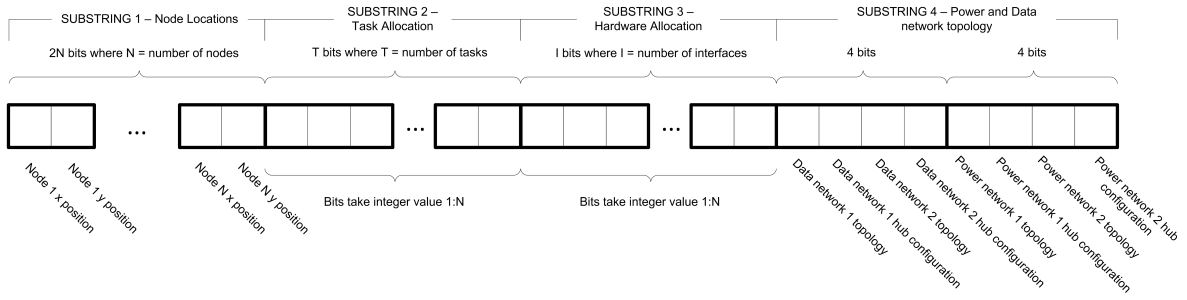 SUBSTRING 1 – Node Locations
SUBSTRING 2 –
Task Allocation
SUBSTRING 3 –
Hardware Allocation
SUBSTRING 4 – Power and Data
network topology
2N bits where N = number of nodes
T bits where T = number of tasks
I bits where I = number of interfaces
4 bits
4 bits
...
...
...
Node 1 x position
Node 1 y position
Node N x position
Node N y position
Bits take integer value 1:N
Bits take integer value 1:N
Data network 1 topology
Data network 1 hub configuration
Data network 2 topology
Data network 2 hub configuration
Power network 1 topology
Power network 1 hub configuration
Power network 2 topology
Power network 2 hub
configuration